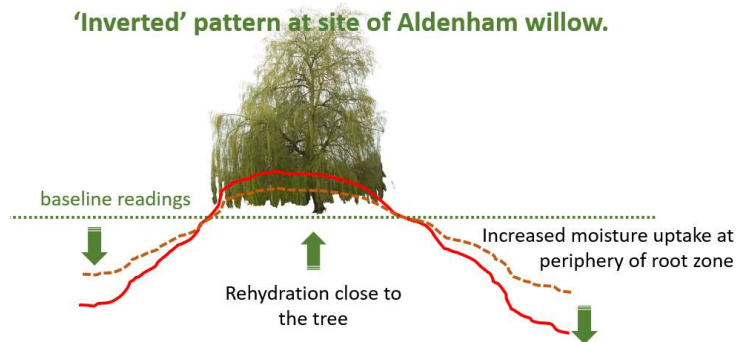 ‘Inverted’ pattern at site of Aldenham willow.
baseline readings
Increased moisture uptake at
periphery of root zone
Rehydration close to
the tree